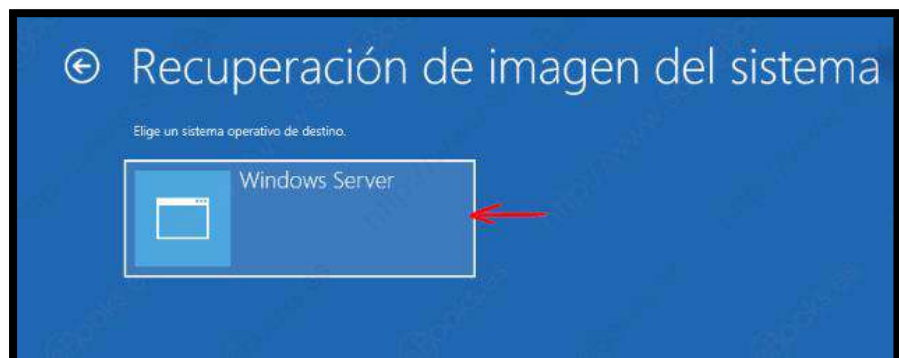 Recuperación de imagen del sistema
Elige un sistema operativo de destino.
Windows Server